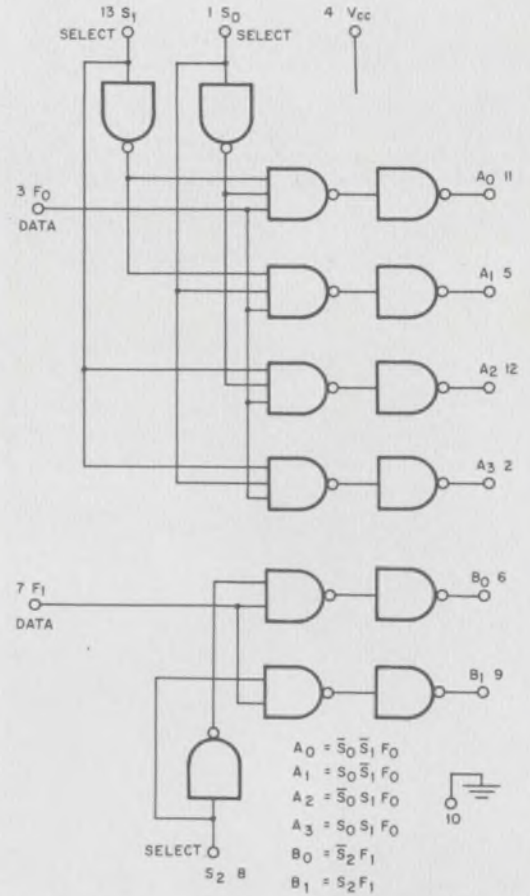 13 S₁
SELECT
1 S₀
SELECT
4 Vcc
3 F₀
DATA
A₀ 11
A₁ 5
A₂ 12
A₃ 2
7 F₁
DATA
B₀ 6
B₁ 9
A₀ = S̅₀ S̅₁ F₀
A₁ = S₀ S̅₁ F₀
A₂ = S̅₀ S₁ F₀
A₃ = S₀ S₁ F₀
B₀ = S̅₂ F₁
B₁ = S₂ F₁
10
SELECT
S₂ 8